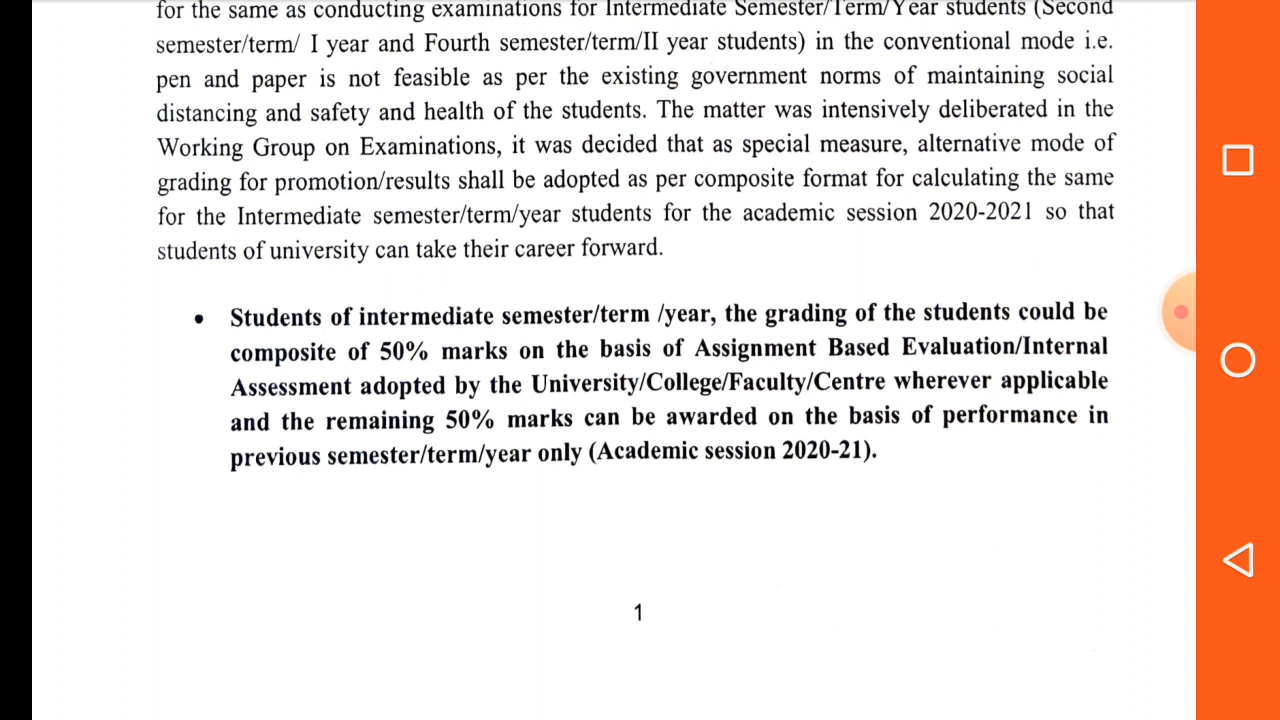 for the same as conducting examinations for Intermediate Semester/Term/Year students (Second
semester/term/ I year and Fourth semester/term/II year students) in the conventional mode i.e.
pen and paper is not feasible as per the existing government norms of maintaining social
distancing and safety and health of the students. The matter was intensively deliberated in the
Working Group on Examinations, it was decided that as special measure, alternative mode of
grading for promotion/results shall be adopted as per composite format for calculating the same
for the Intermediate semester/term/year students for the academic session 2020-2021 so that
students of university can take their career forward.
• Students of intermediate semester/term /year, the grading of the students could be
composite of 50% marks on the basis of Assignment Based Evaluation/Internal
Assessment adopted by the University/College/Faculty/Centre wherever applicable
and the remaining 50% marks can be awarded on the basis of performance in
previous semester/term/year only (Academic session 2020-21).
1